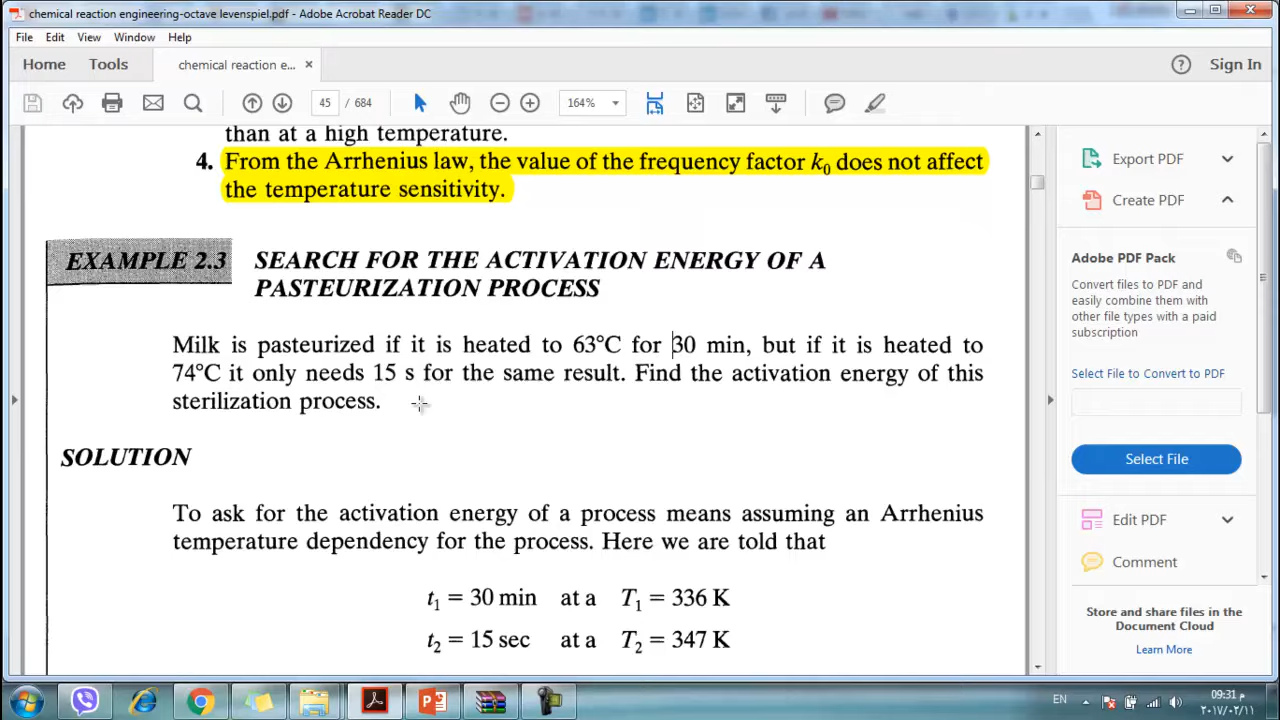 chemical reaction engineering-octave levenspiel.pdf - Adobe Acrobat Reader DC
File Edit View Window Help
Home Tools chemical reaction e... × ? Sign In
45 / 684 164%
than at a high temperature.
4. From the Arrhenius law, the value of the frequency factor k₀ does not affect
the temperature sensitivity.
EXAMPLE 2.3 SEARCH FOR THE ACTIVATION ENERGY OF A
PASTEURIZATION PROCESS
Milk is pasteurized if it is heated to 63°C for 30 min, but if it is heated to
74°C it only needs 15 s for the same result. Find the activation energy of this
sterilization process.
SOLUTION
To ask for the activation energy of a process means assuming an Arrhenius
temperature dependency for the process. Here we are told that
t₁ = 30 min at a T₁ = 336 K
t₂ = 15 sec at a T₂ = 347 K
Export PDF
Create PDF
Adobe PDF Pack
Convert files to PDF and
easily combine them with
other file types with a paid
subscription
Select File to Convert to PDF
Select File
Edit PDF
Comment
Store and share files in the
Document Cloud
Learn More
EN
09:31 م
٢٠١٧/٠٢/١١